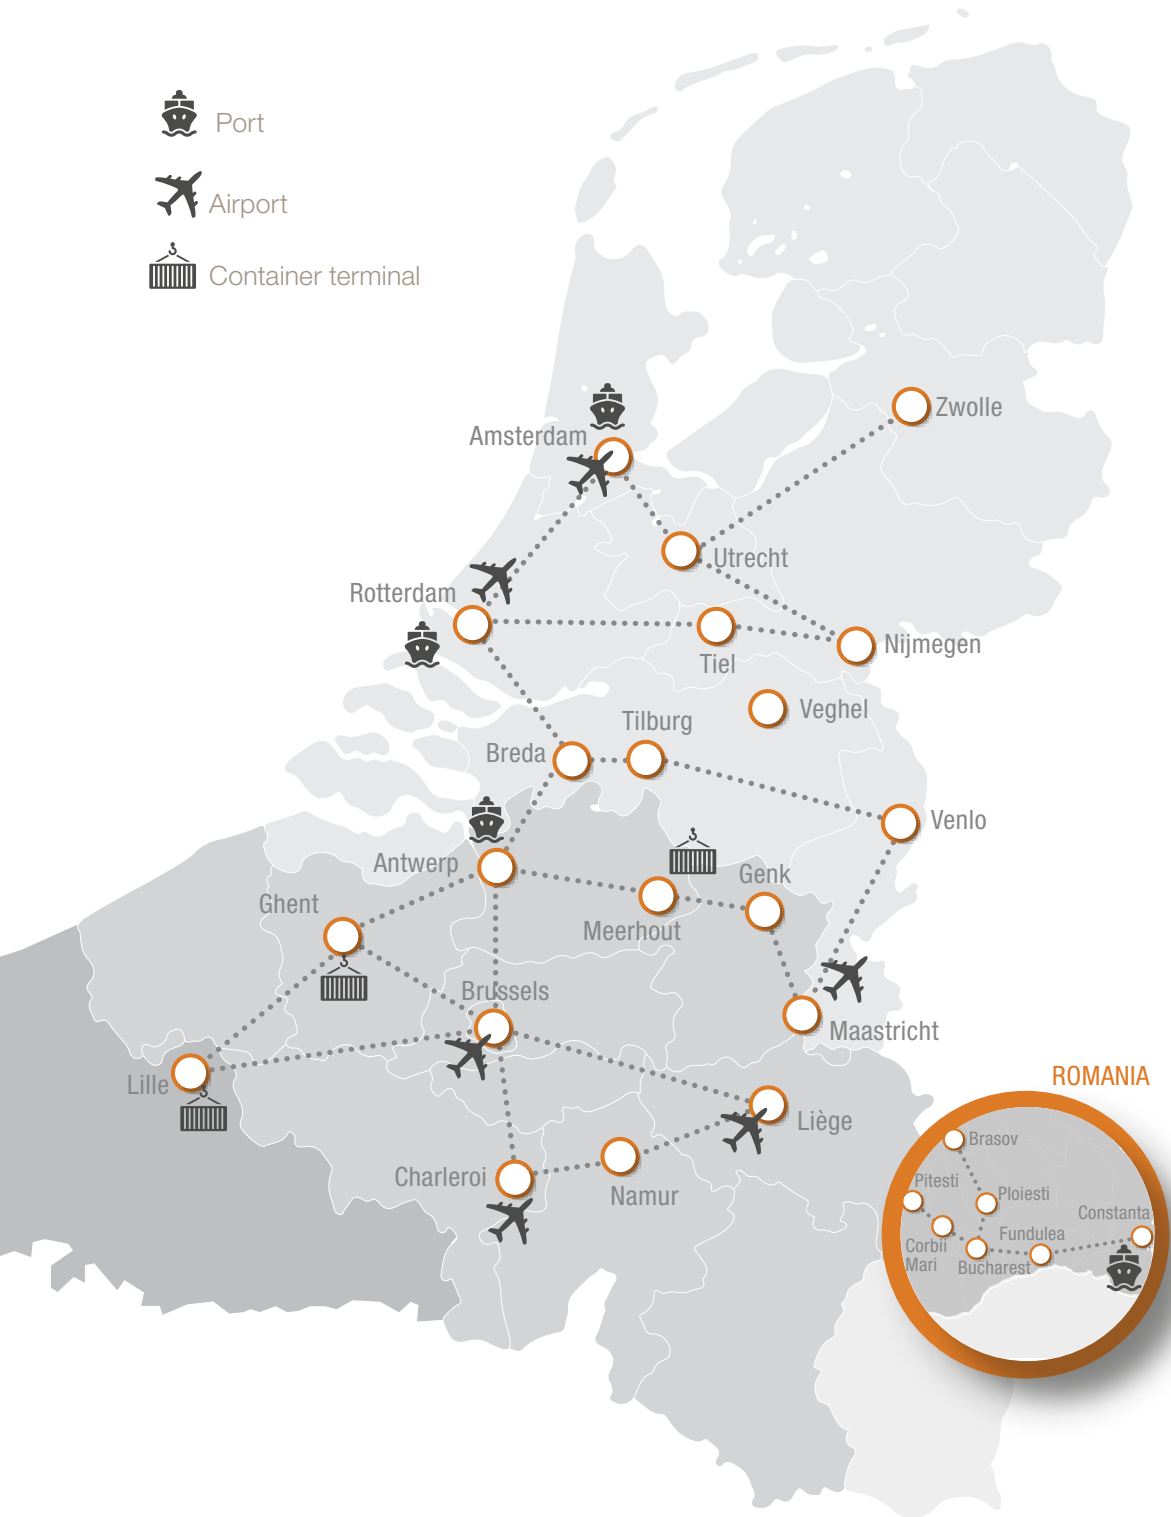 Port
Airport
Container terminal
Zwolle
Amsterdam
Utrecht
Rotterdam
Nijmegen
Tiel
Veghel
Tilburg
Breda
Venlo
Antwerp
Genk
Ghent
Meerhout
Brussels
Maastricht
Lille
ROMANIA
Liège
Charleroi
Namur
Brasov
Pitesti
Ploiesti
Constanta
Fundulea
Corbii
Mari
Bucharest